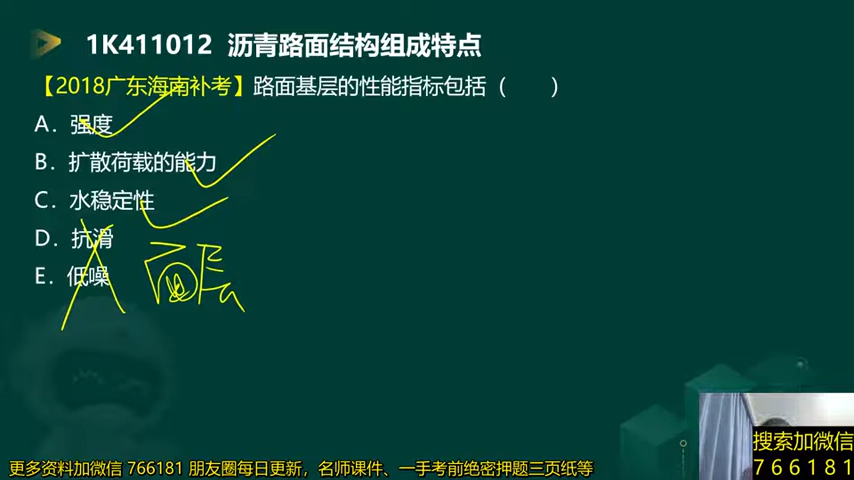 1K411012 沥青路面结构组成特点
【2018广东海南补考】路面基层的性能指标包括（　　）
A. 强度
B. 扩散荷载的能力
C. 水稳定性
D. 抗滑
E. 低噪
面层
搜索加微信
766181
更多资料加微信 766181 朋友圈每日更新，名师课件、一手考前绝密押题三页纸等